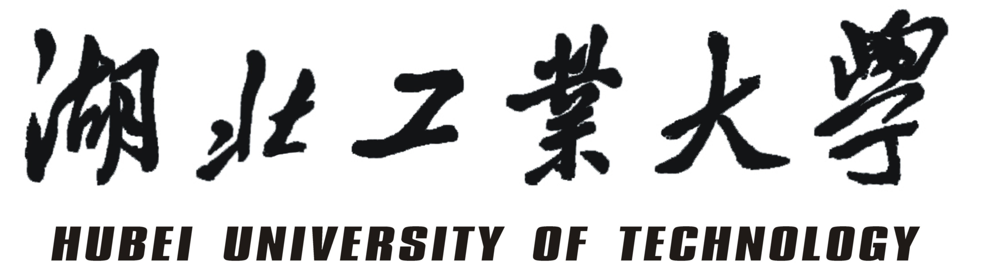 湖北工業大學
HUBEI UNIVERSITY OF TECHNOLOGY